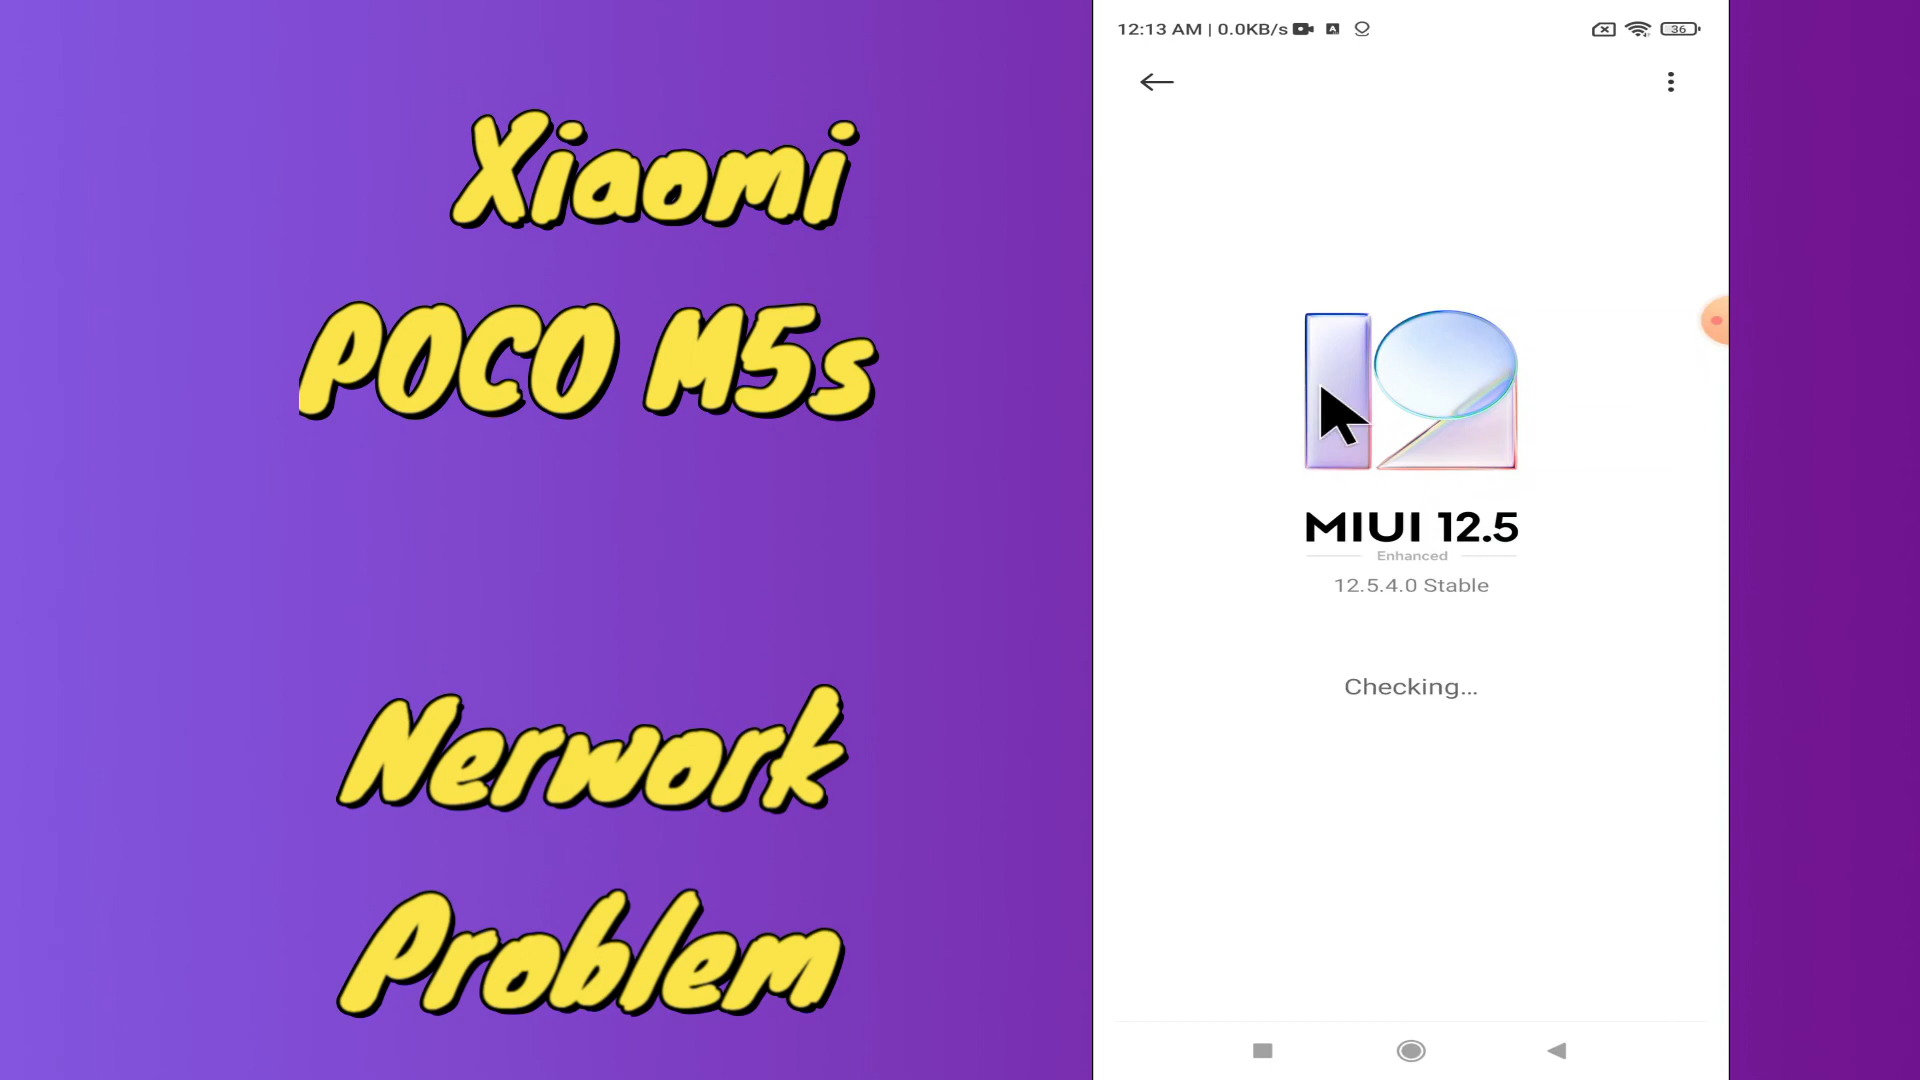 Xiaomi
POCO M5s
Nerwork
Problem
12:13 AM | 0.0KB/s
36
MIUI 12.5
Enhanced
12.5.4.0 Stable
Checking...